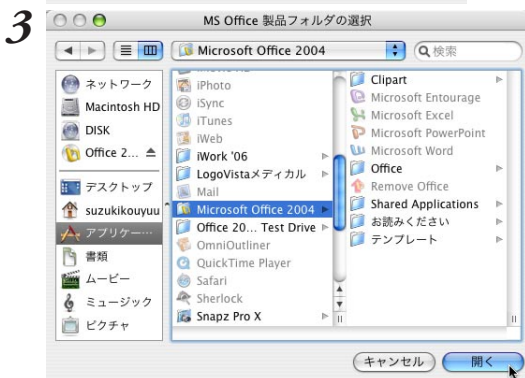 3
MS Office 製品フォルダの選択
Microsoft Office 2004
検索
ネットワーク
Macintosh HD
DISK
Office 2...
デスクトップ
suzukikouyuu
アプリケー…
書類
ムービー
ミュージック
ピクチャ
iPhoto
iSync
iTunes
iWeb
iWork '06
LogoVistaメディカル
Mail
Microsoft Office 2004
Office 20... Test Drive
OmniOutliner
QuickTime Player
Safari
Sherlock
Snapz Pro X
Clipart
Microsoft Entourage
Microsoft Excel
Microsoft PowerPoint
Microsoft Word
Office
Remove Office
Shared Applications
お読みください
テンプレート
キャンセル
開く